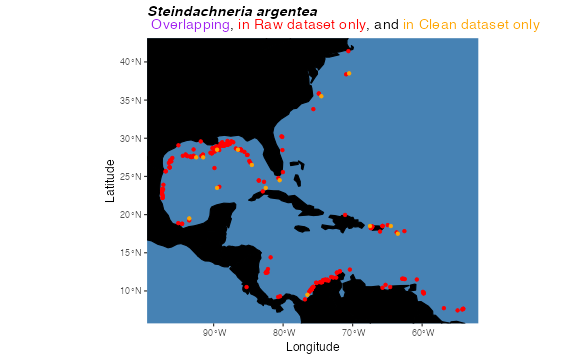 Steindachneria argentea
Overlapping, in Raw dataset only, and in Clean dataset only
40°N
35°N
30°N
25°N
20°N
15°N
10°N
Latitude
90°W 80°W 70°W 60°W
Longitude